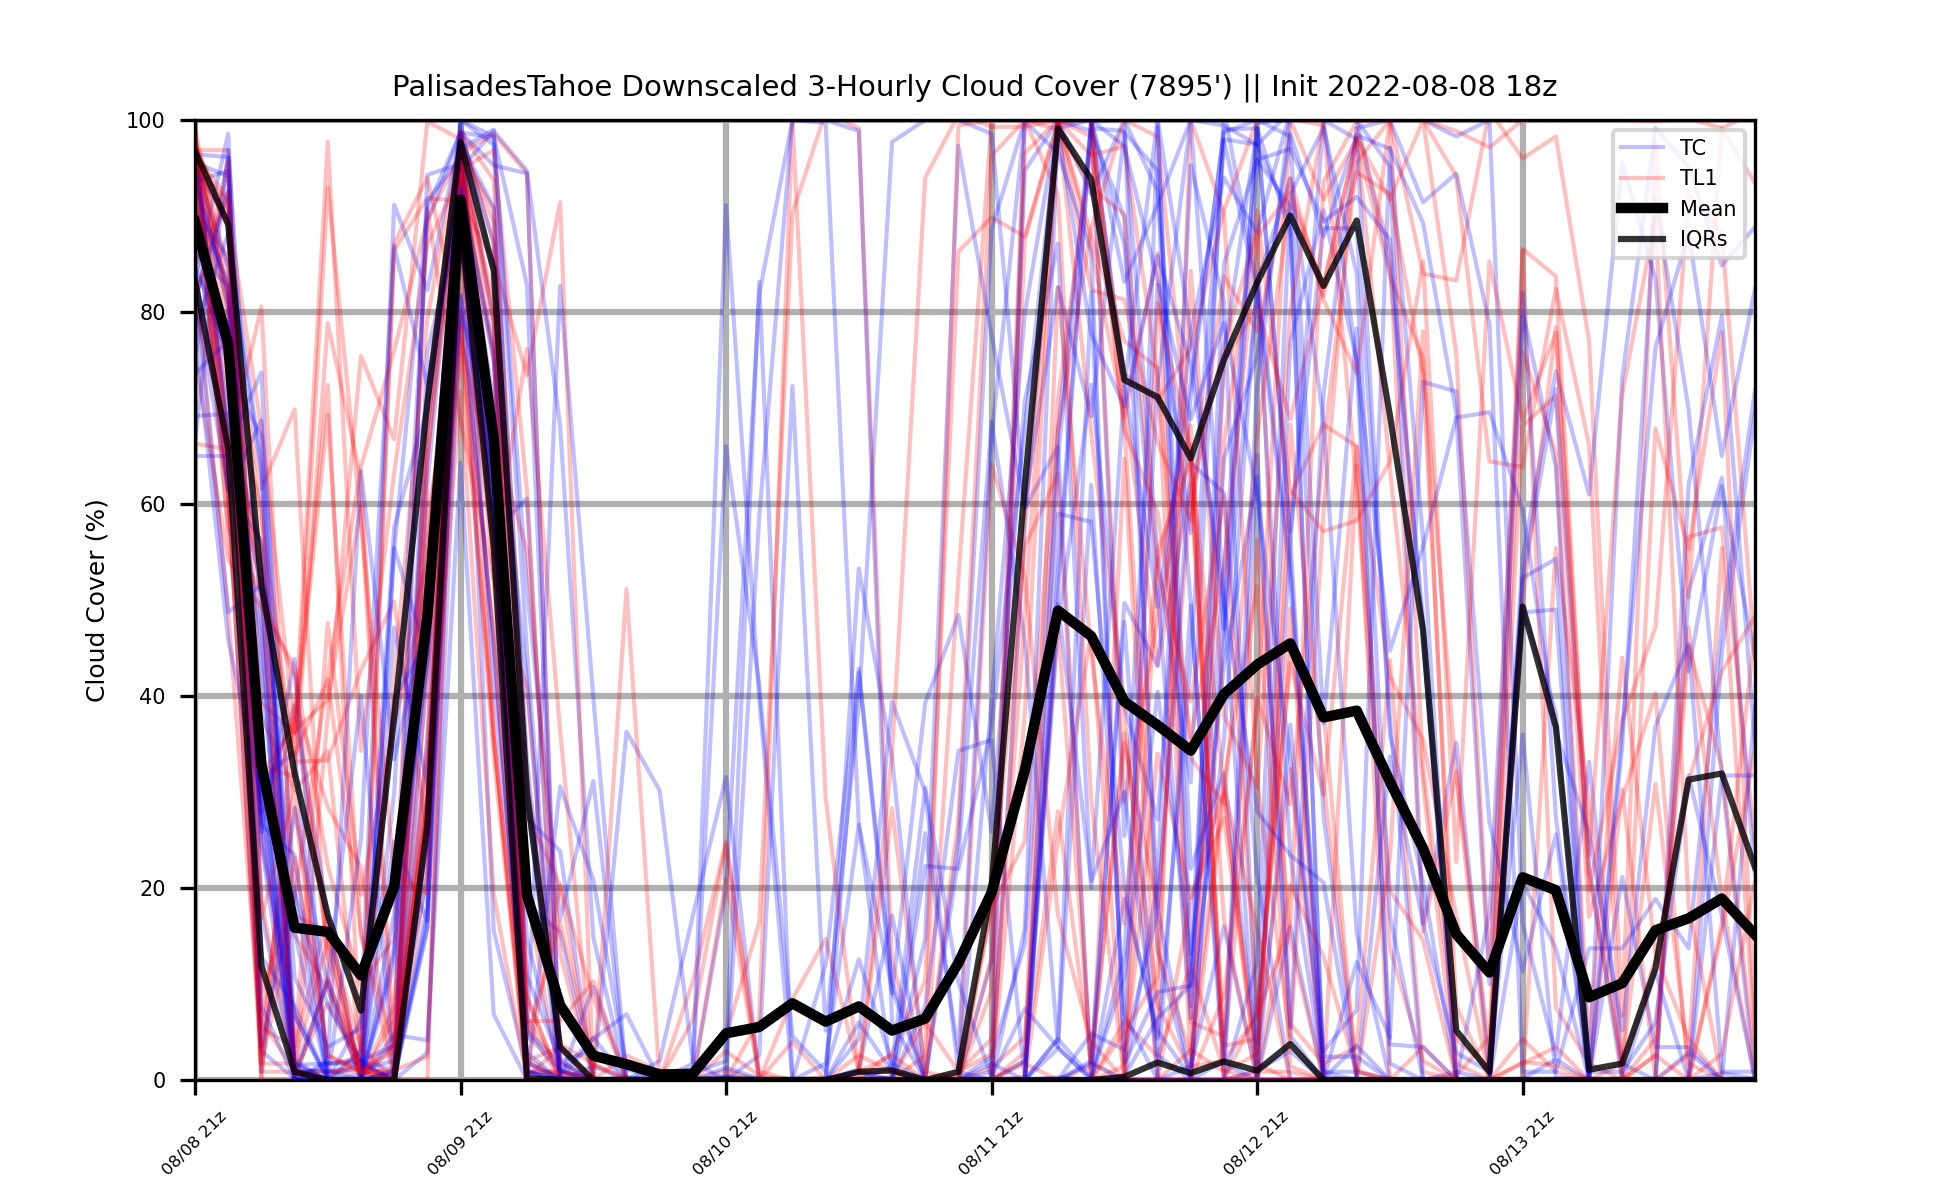 PalisadesTahoe Downscaled 3-Hourly Cloud Cover (7895') || Init 2022-08-08 18z
Cloud Cover (%)
100
80
60
40
20
0
TC
TL1
Mean
IQRs
08/08 21z
08/09 21z
08/10 21z
08/11 21z
08/12 21z
08/13 21z